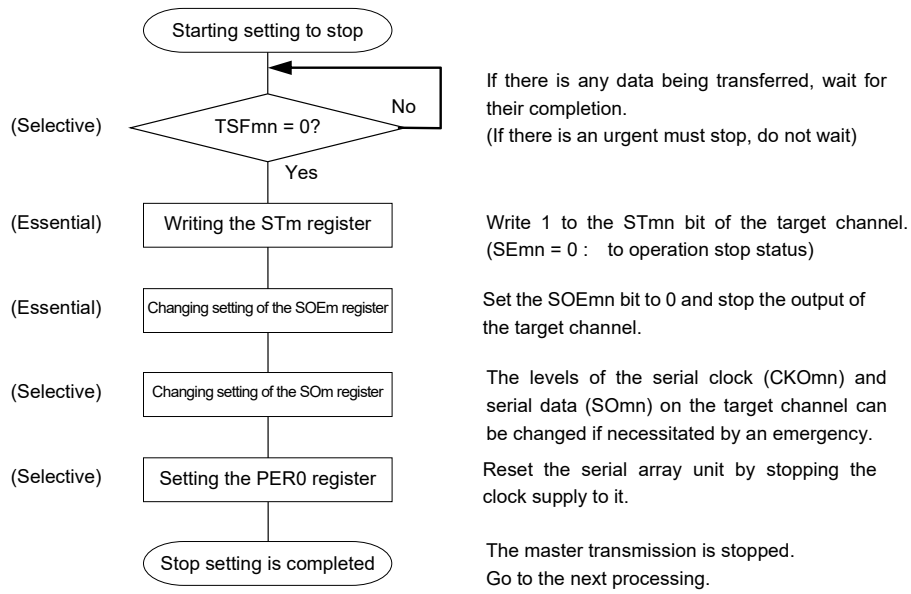 Starting setting to stop
No
If there is any data being transferred, wait for
their completion.
(If there is an urgent must stop, do not wait)
(Selective)
TSFmn = 0?
Yes
(Essential)
Writing the STm register
Write 1 to the STmn bit of the target channel.
(SEmn = 0 : to operation stop status)
(Essential)
Changing setting of the SOEm register
Set the SOEmn bit to 0 and stop the output of
the target channel.
(Selective)
Changing setting of the SOm register
The levels of the serial clock (CKOmn) and
serial data (SOmn) on the target channel can
be changed if necessitated by an emergency.
(Selective)
Setting the PER0 register
Reset the serial array unit by stopping the
clock supply to it.
Stop setting is completed
The master transmission is stopped.
Go to the next processing.